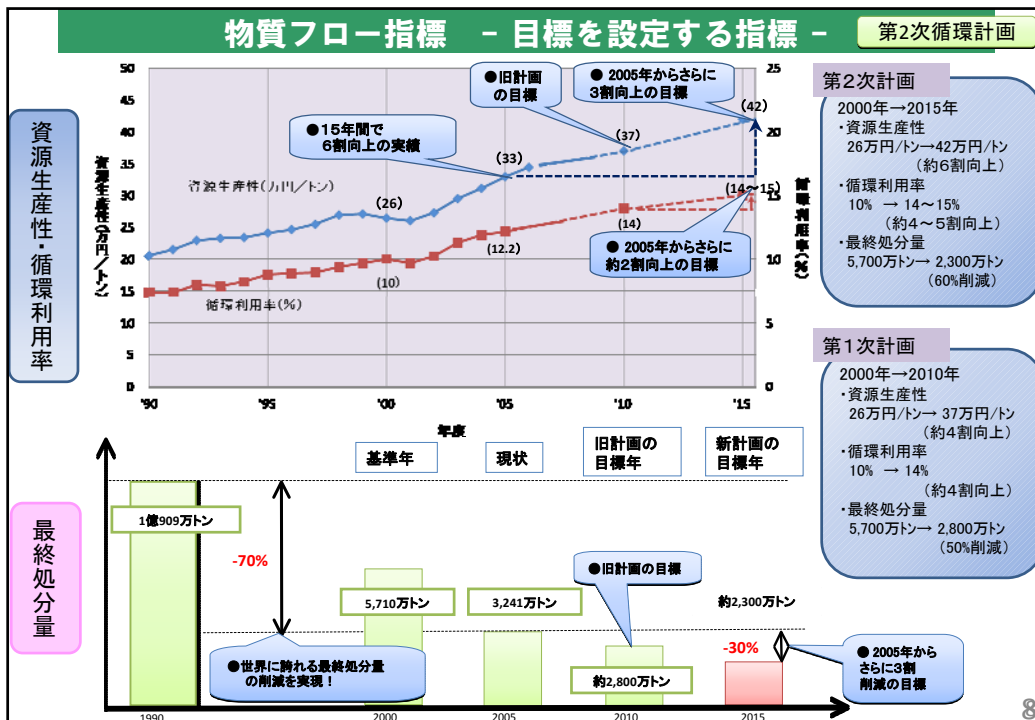 物質フロー指標 － 目標を設定する指標－
第2次循環計画
資源生産性・循環利用率
資源生産性(万円／トン)
50
45
40
35
30
25
20
15
10
5
0
25
20
15
10
5
0
循環利用率(%)
'90
'95
'00
'05
'10
'15
年度
●15年間で
6割向上の実績
●旧計画
の目標
● 2005年からさらに
3割向上の目標
(42)
(37)
(33)
(26)
資源生産性(万円／トン)
(14～15)
(14)
(12.2)
(10)
循環利用率(%)
● 2005年からさらに
約2割向上の目標
第2次計画
2000年→2015年
・資源生産性
26万円/トン→42万円/トン
(約6割向上)
・循環利用率
10% → 14～15%
(約4～5割向上)
・最終処分量
5,700万トン→ 2,300万トン
(60%削減)
第1次計画
2000年→2010年
・資源生産性
26万円/トン→ 37万円/トン
(約4割向上)
・循環利用率
10% → 14%
(約4割向上)
・最終処分量
5,700万トン→ 2,800万トン
(50%削減)
基準年
現状
旧計画の
目標年
新計画の
目標年
最終処分量
1億909万トン
-70%
5,710万トン
3,241万トン
●旧計画の目標
約2,800万トン
約2,300万トン
-30%
●世界に誇れる最終処分量
の削減を実現！
● 2005年から
さらに3割
削減の目標
1990
2000
2005
2010
2015
8